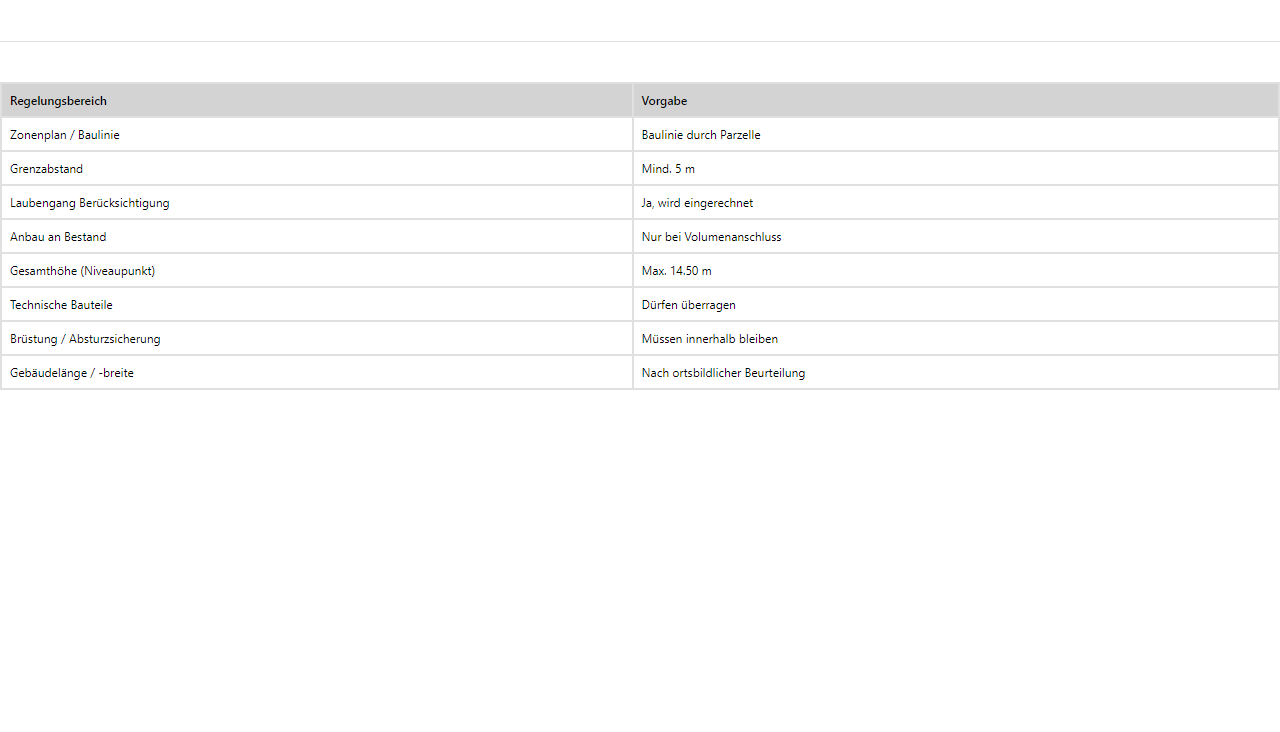 Regelungsbereich Vorgabe
Zonenplan / Baulinie Baulinie durch Parzelle
Grenzabstand Mind. 5 m
Laubengang Berücksichtigung Ja, wird eingerechnet
Anbau an Bestand Nur bei Volumenanschluss
Gesamthöhe (Niveaupunkt) Max. 14.50 m
Technische Bauteile Dürfen überragen
Brüstung / Absturzsicherung Müssen innerhalb bleiben
Gebäudelänge / -breite Nach ortsbildlicher Beurteilung